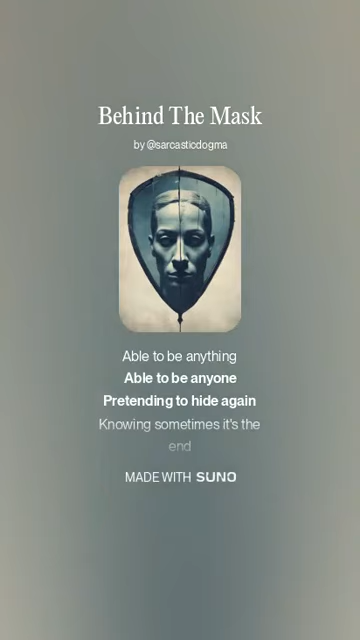 Behind The Mask
by @sarcasticdogma
Able to be anything
Able to be anyone
Pretending to hide again
Knowing sometimes it's the
end
MADE WITH SUNO